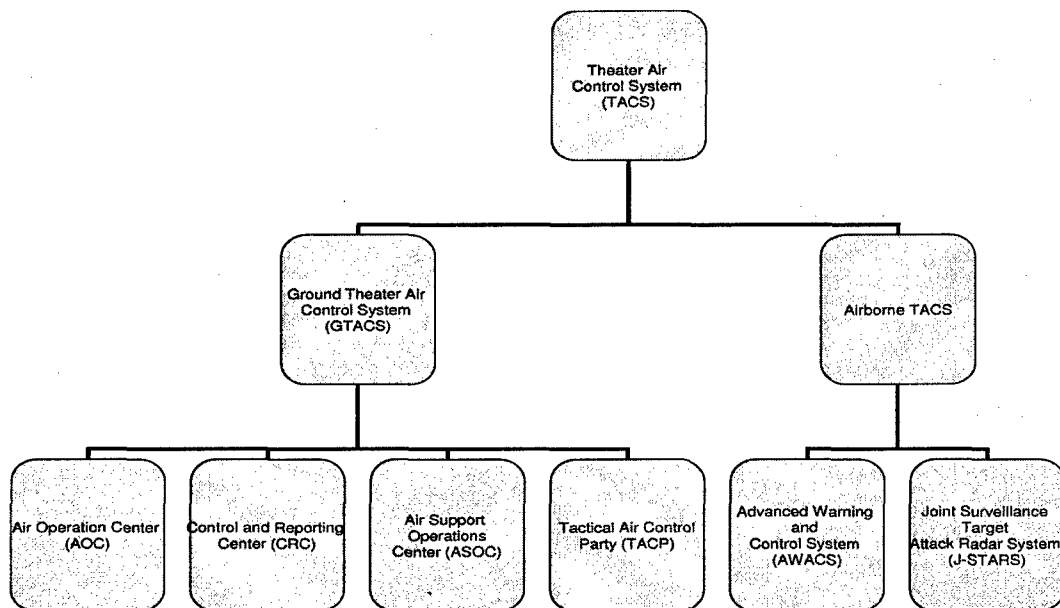 Theater Air
Control System
(TACS)
Ground Theater Air
Control System
(GTACS)
Airborne TACS
Air Operation Center
(AOC)
Control and Reporting
Center (CRC)
Air Support
Operations
Center (ASOC)
Tactical Air Control
Party (TACP)
Advanced Warning
and
Control System
(AWACS)
Joint Surveillance
Target
Attack Radar System
(J-STARS)